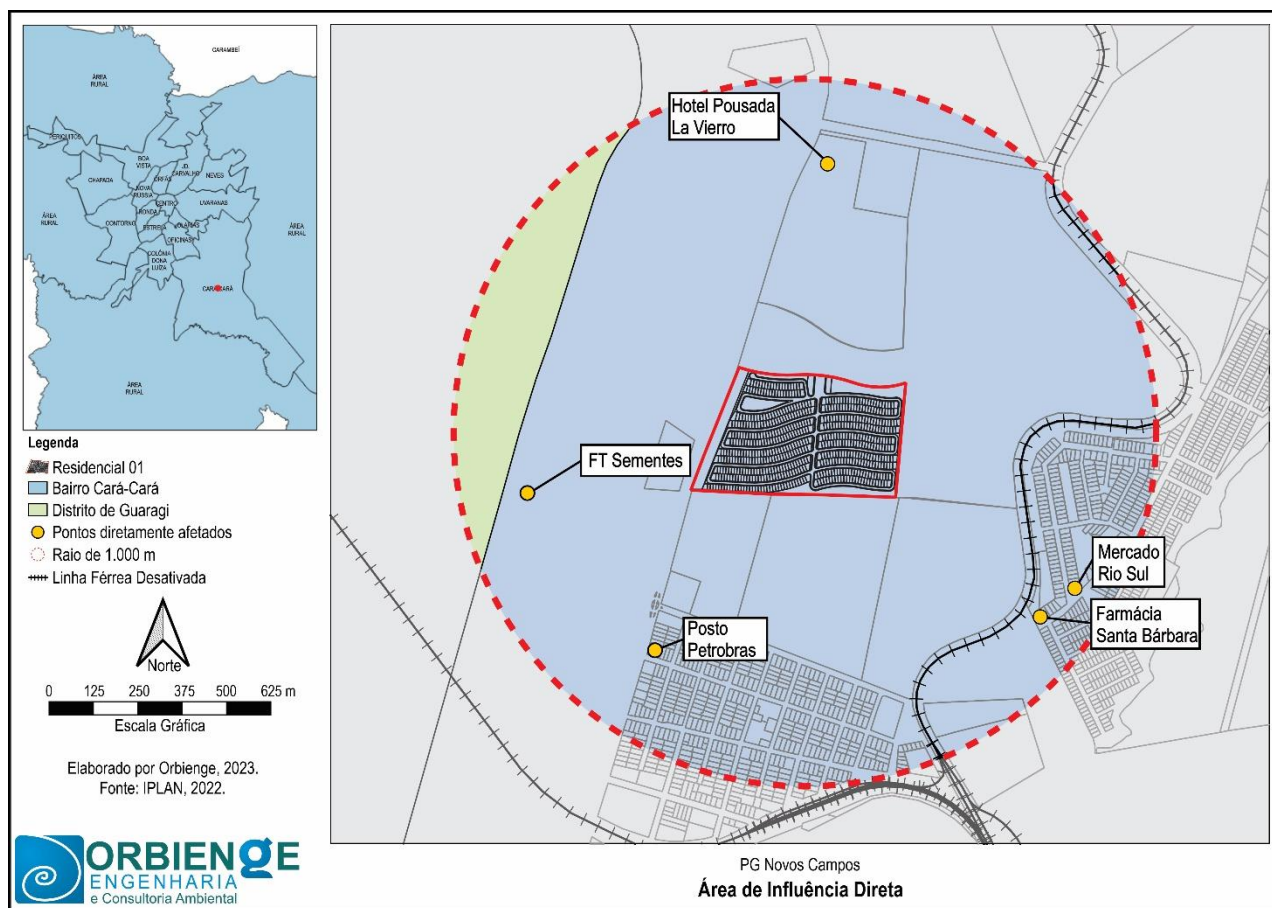 CARAMBEÍ
ÁREA
RURAL
PERIQUITOS
BOA
VISTA
JD.
CARVALHO
ÓRFÃS
NEVES
CHAPADA
NOVA
RÚSSIA
CENTRO
UVARANAS
RONDA
ÁREA
RURAL
CONTORNO
ESTRELA
OLARIAS
OFICINAS
ÁREA
RURAL
COLÔNIA
DONA
LUIZA
CARÁ-CARÁ
ÁREA
RURAL
Legenda
Residencial 01
Bairro Cará-Cará
Distrito de Guaragi
Pontos diretamente afetados
Raio de 1.000 m
Linha Férrea Desativada
Norte
0 125 250 375 500 625 m
Escala Gráfica
Elaborado por Orbienge, 2023.
Fonte: IPLAN, 2022.
ORBIENGE
ENGENHARIA
e Consultoria Ambiental
Hotel Pousada
La Vierro
FT Sementes
Mercado
Rio Sul
Farmácia
Santa Bárbara
Posto
Petrobras
PG Novos Campos
Área de Influência Direta